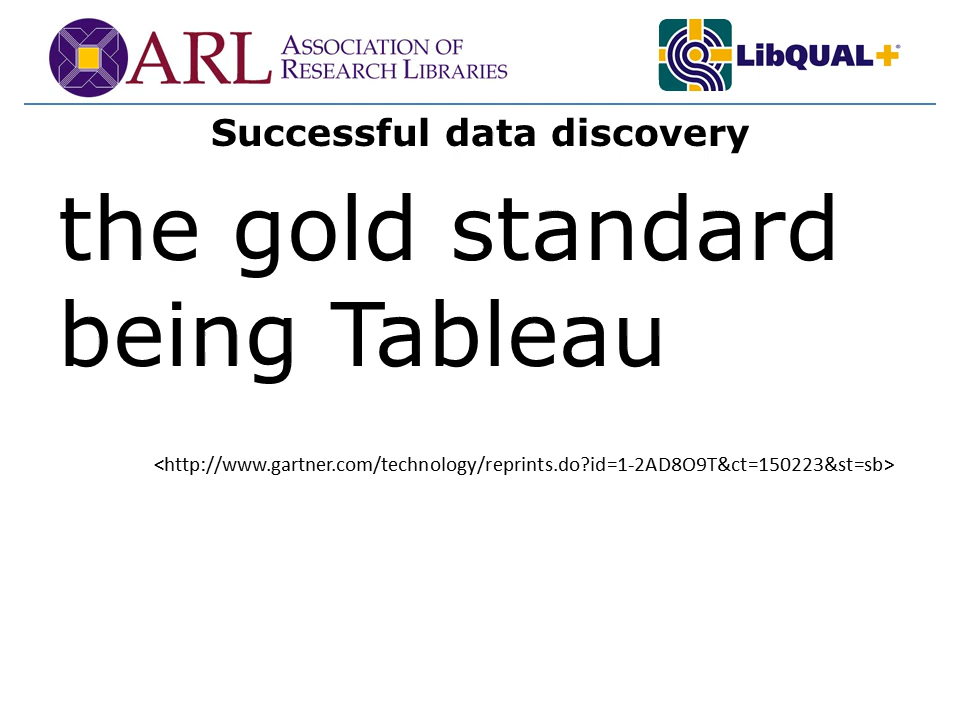 ARL ASSOCIATION OF
RESEARCH LIBRARIES
LibQUAL+®
Successful data discovery
the gold standard
being Tableau
<http://www.gartner.com/technology/reprints.do?id=1-2AD8O9T&ct=150223&st=sb>